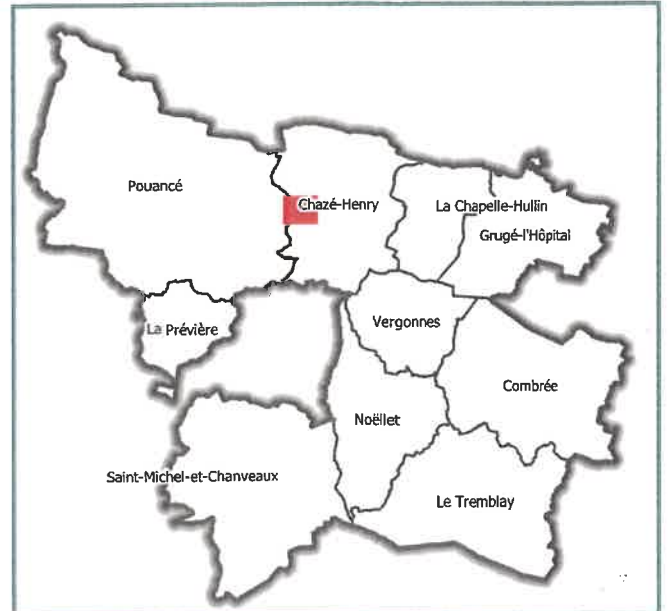 Pouancé
Chazé-Henry
La Chapelle-Hullin
Grugé-l'Hôpital
La Prévière
Vergonnes
Combrée
Noëllet
Saint-Michel-et-Chanveaux
Le Tremblay